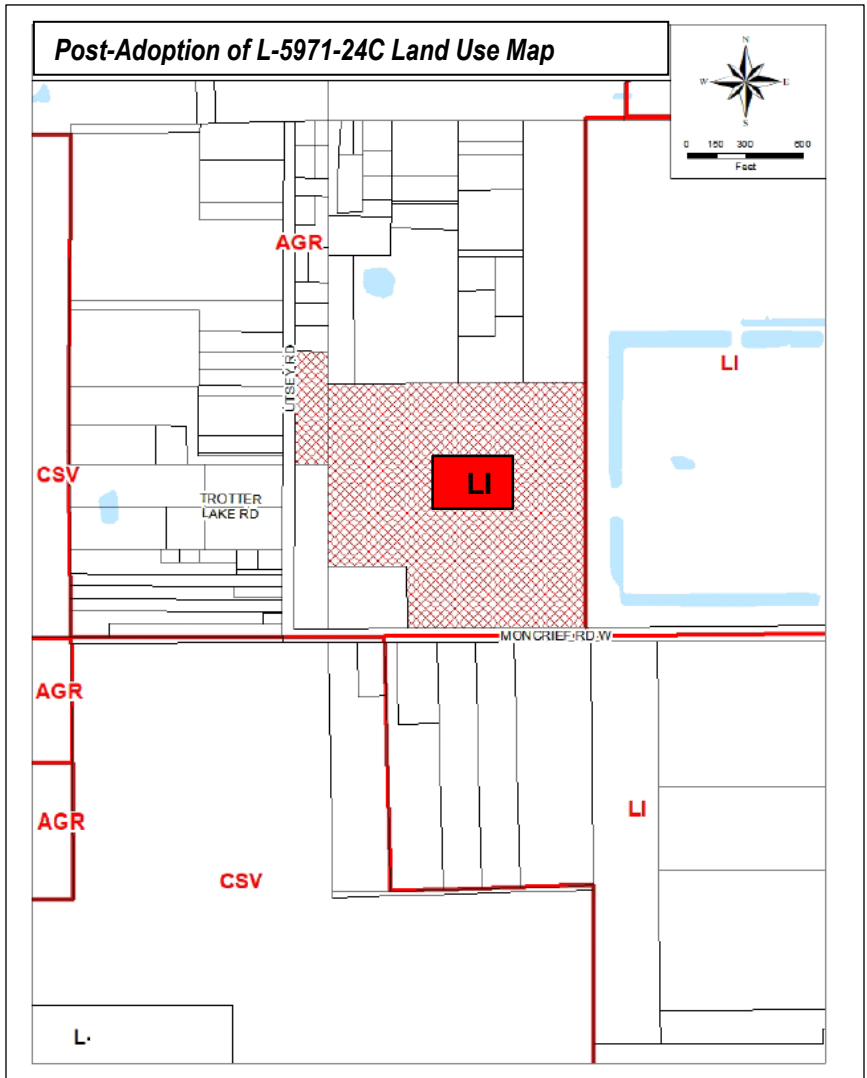 Post-Adoption of L-5971-24C Land Use Map
N
W E
S
0 150 300 600
Feet
AGR
LI
UTSEY RD
LI
CSV
TROTTER
LAKE RD
MONCRIEF RD W
AGR
AGR
LI
CSV
L-